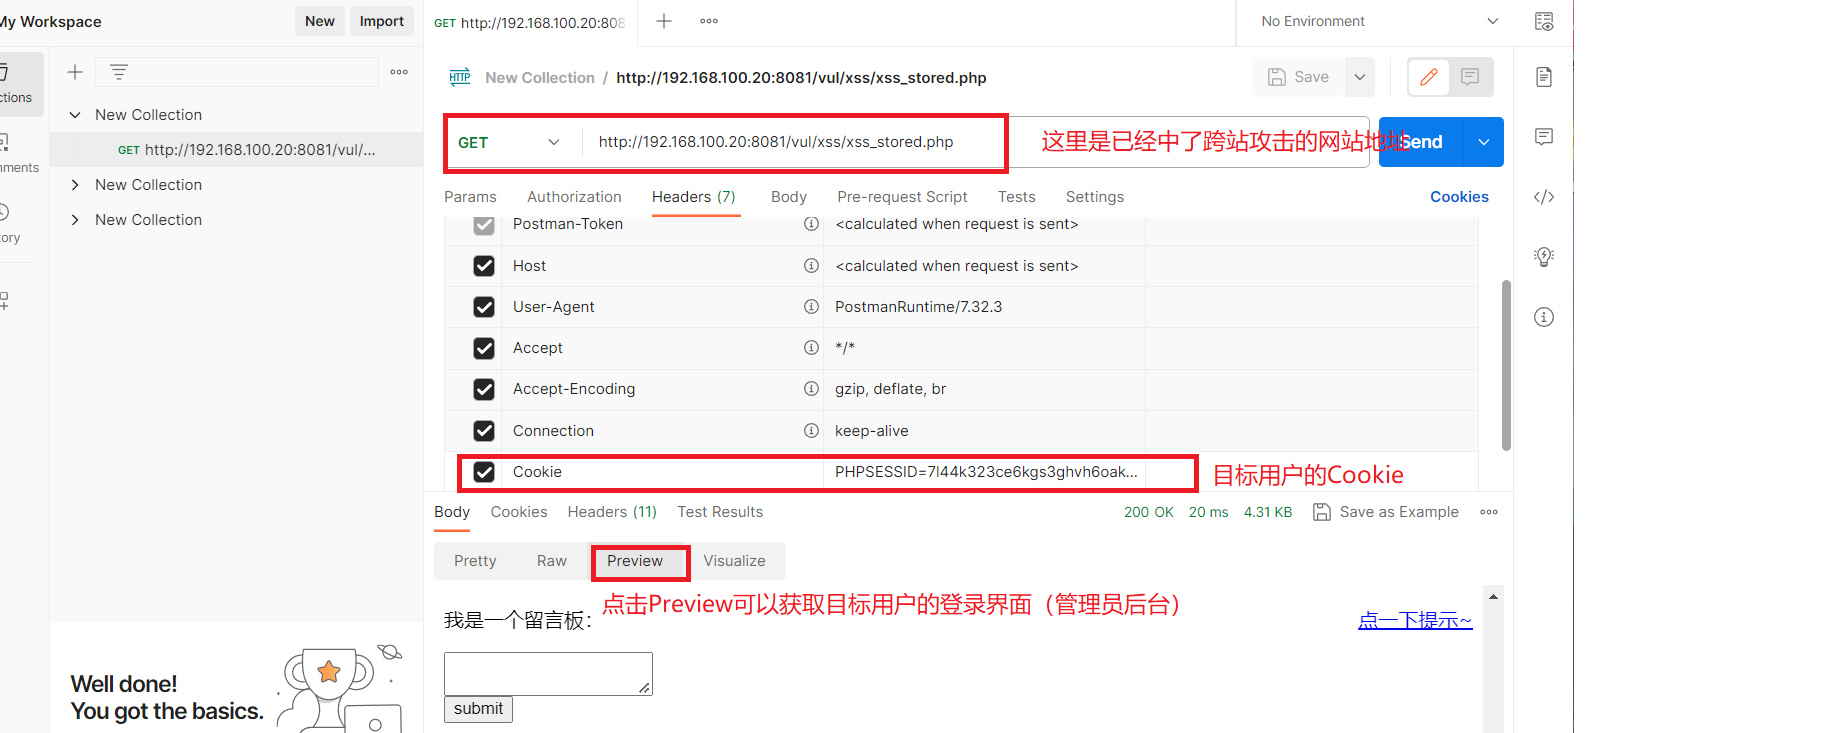 My Workspace
New
Import
GET http://192.168.100.20:808
No Environment
New Collection / http://192.168.100.20:8081/vul/xss/xss_stored.php
Save
New Collection
GET http://192.168.100.20:8081/vul/...
New Collection
New Collection
GET
http://192.168.100.20:8081/vul/xss/xss_stored.php
这里是已经中了跨站攻击的网站地址
Send
Params
Authorization
Headers (7)
Body
Pre-request Script
Tests
Settings
Cookies
Postman-Token
<calculated when request is sent>
Host
<calculated when request is sent>
User-Agent
PostmanRuntime/7.32.3
Accept
*/*
Accept-Encoding
gzip, deflate, br
Connection
keep-alive
Cookie
PHPSESSID=7l44k323ce6kgs3ghvh6oak...
目标用户的Cookie
Body
Cookies
Headers (11)
Test Results
200 OK
20 ms
4.31 KB
Save as Example
Pretty
Raw
Preview
Visualize
点击Preview可以获取目标用户的登录界面（管理员后台）
我是一个留言板：
点一下提示~
submit
Well done!
You got the basics.